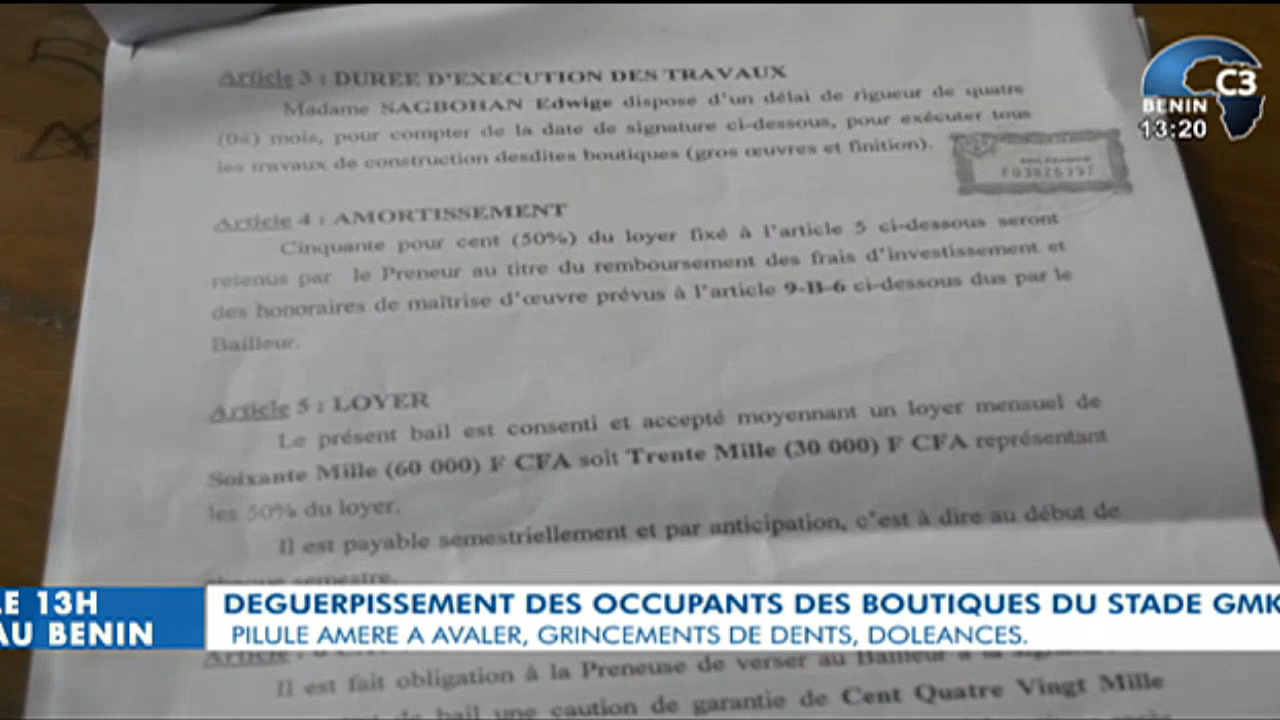 Article 3 : DUREE D'EXECUTION DES TRAVAUX
Madame SAGBOHAN Edwige dispose d'un délai de rigueur de quatre
(04) mois, pour compter de la date de signature ci-dessous, pour exécuter tous
les travaux de construction desdites boutiques (gros œuvres et finition).
Article 4 : AMORTISSEMENT
Cinquante pour cent (50%) du loyer fixé à l'article 5 ci-dessous seront
retenus par le Preneur au titre du remboursement des frais d'investissement et
des honoraires de maîtrise d'œuvre prévus à l'article 9-B-6 ci-dessous dus par le
Bailleur.
Article 5 : LOYER
Le présent bail est consenti et accepté moyennant un loyer mensuel de
Soixante Mille (60 000) F CFA soit Trente Mille (30 000) F CFA représentant
les 50% du loyer.
Il est payable semestriellement et par anticipation, c'est à dire au début de
chaque semestre.
Article
Il est fait obligation à la Preneuse de verser au Bailleur à la
de bail une caution de garantie de Cent Quatre Vingt Mille
C3
BENIN
13:20
LE 13H
AU BENIN
DEGUERPISSEMENT DES OCCUPANTS DES BOUTIQUES DU STADE GMK
PILULE AMERE A AVALER, GRINCEMENTS DE DENTS, DOLEANCES.